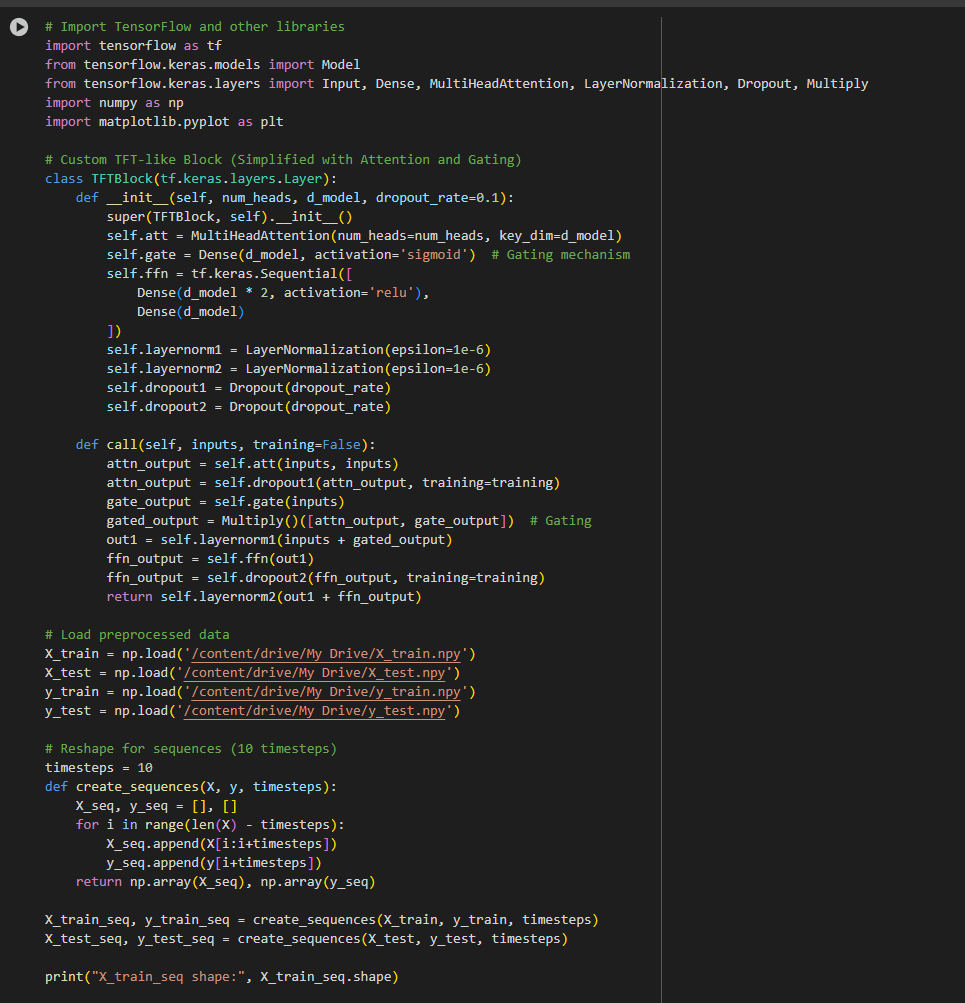 # Import TensorFlow and other libraries
import tensorflow as tf
from tensorflow.keras.models import Model
from tensorflow.keras.layers import Input, Dense, MultiHeadAttention, LayerNormalization, Dropout, Multiply
import numpy as np
import matplotlib.pyplot as plt

# Custom TFT-like Block (Simplified with Attention and Gating)
class TFTBlock(tf.keras.layers.Layer):
    def __init__(self, num_heads, d_model, dropout_rate=0.1):
        super(TFTBlock, self).__init__()
        self.att = MultiHeadAttention(num_heads=num_heads, key_dim=d_model)
        self.gate = Dense(d_model, activation='sigmoid')  # Gating mechanism
        self.ffn = tf.keras.Sequential([
            Dense(d_model * 2, activation='relu'),
            Dense(d_model)
        ])
        self.layernorm1 = LayerNormalization(epsilon=1e-6)
        self.layernorm2 = LayerNormalization(epsilon=1e-6)
        self.dropout1 = Dropout(dropout_rate)
        self.dropout2 = Dropout(dropout_rate)

    def call(self, inputs, training=False):
        attn_output = self.att(inputs, inputs)
        attn_output = self.dropout1(attn_output, training=training)
        gate_output = self.gate(inputs)
        gated_output = Multiply()([attn_output, gate_output])  # Gating
        out1 = self.layernorm1(inputs + gated_output)
        ffn_output = self.ffn(out1)
        ffn_output = self.dropout2(ffn_output, training=training)
        return self.layernorm2(out1 + ffn_output)

# Load preprocessed data
X_train = np.load('/content/drive/My Drive/X_train.npy')
X_test = np.load('/content/drive/My Drive/X_test.npy')
y_train = np.load('/content/drive/My Drive/y_train.npy')
y_test = np.load('/content/drive/My Drive/y_test.npy')

# Reshape for sequences (10 timesteps)
timesteps = 10
def create_sequences(X, y, timesteps):
    X_seq, y_seq = [], []
    for i in range(len(X) - timesteps):
        X_seq.append(X[i:i+timesteps])
        y_seq.append(y[i+timesteps])
    return np.array(X_seq), np.array(y_seq)

X_train_seq, y_train_seq = create_sequences(X_train, y_train, timesteps)
X_test_seq, y_test_seq = create_sequences(X_test, y_test, timesteps)

print("X_train_seq shape:", X_train_seq.shape)